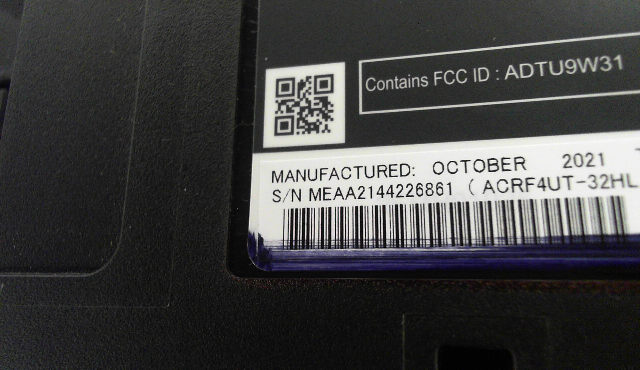 Contains FCC ID : ADTU9W31
MANUFACTURED: OCTOBER 2021
S/N MEAA2144226861 ( ACRF4UT-32HL